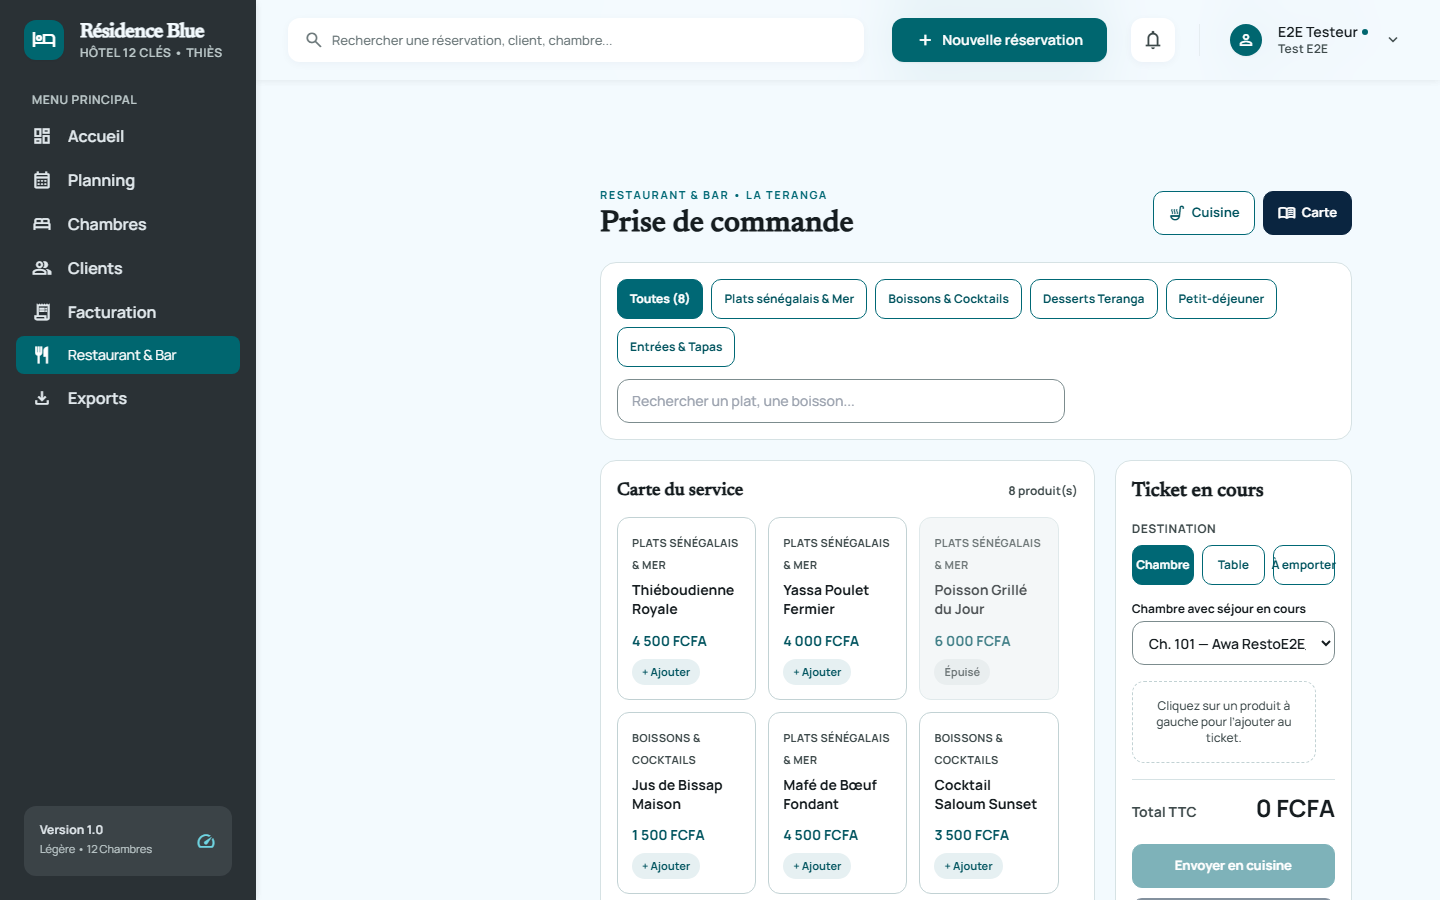 Résidence Blue
HÔTEL 12 CLÉS • THIÈS
MENU PRINCIPAL
Accueil
Planning
Chambres
Clients
Facturation
Restaurant & Bar
Exports
Version 1.0
Légère • 12 Chambres
Rechercher une réservation, client, chambre...
+ Nouvelle réservation
E2E Testeur
Test E2E
RESTAURANT & BAR • LA TERANGA
Prise de commande
Cuisine
Carte
Toutes (8)
Plats sénégalais & Mer
Boissons & Cocktails
Desserts Teranga
Petit-déjeuner
Entrées & Tapas
Rechercher un plat, une boisson...
Carte du service
8 produit(s)
PLATS SÉNÉGALAIS
& MER
Thiéboudienne
Royale
4 500 FCFA
+ Ajouter
PLATS SÉNÉGALAIS
& MER
Yassa Poulet
Fermier
4 000 FCFA
+ Ajouter
PLATS SÉNÉGALAIS
& MER
Poisson Grillé
du Jour
6 000 FCFA
Épuisé
BOISSONS &
COCKTAILS
Jus de Bissap
Maison
1 500 FCFA
+ Ajouter
PLATS SÉNÉGALAIS
& MER
Mafé de Bœuf
Fondant
4 500 FCFA
+ Ajouter
BOISSONS &
COCKTAILS
Cocktail
Saloum Sunset
3 500 FCFA
+ Ajouter
Ticket en cours
DESTINATION
Chambre
Table
À emporter
Chambre avec séjour en cours
Ch. 101 — Awa RestoE2E
Cliquez sur un produit à
gauche pour l'ajouter au
ticket.
Total TTC
0 FCFA
Envoyer en cuisine